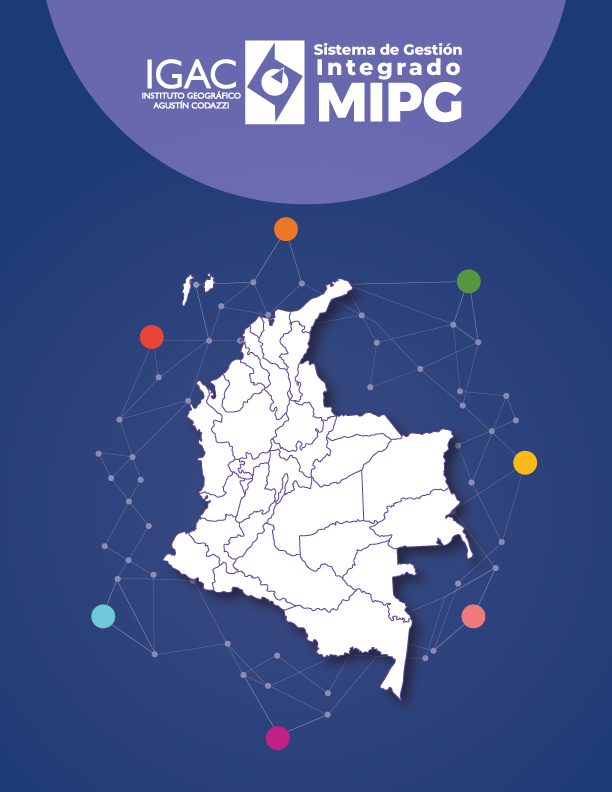 IGAC
INSTITUTO GEOGRÁFICO
AGUSTÍN CODAZZI
Sistema de Gestión
Integrado
MIPG